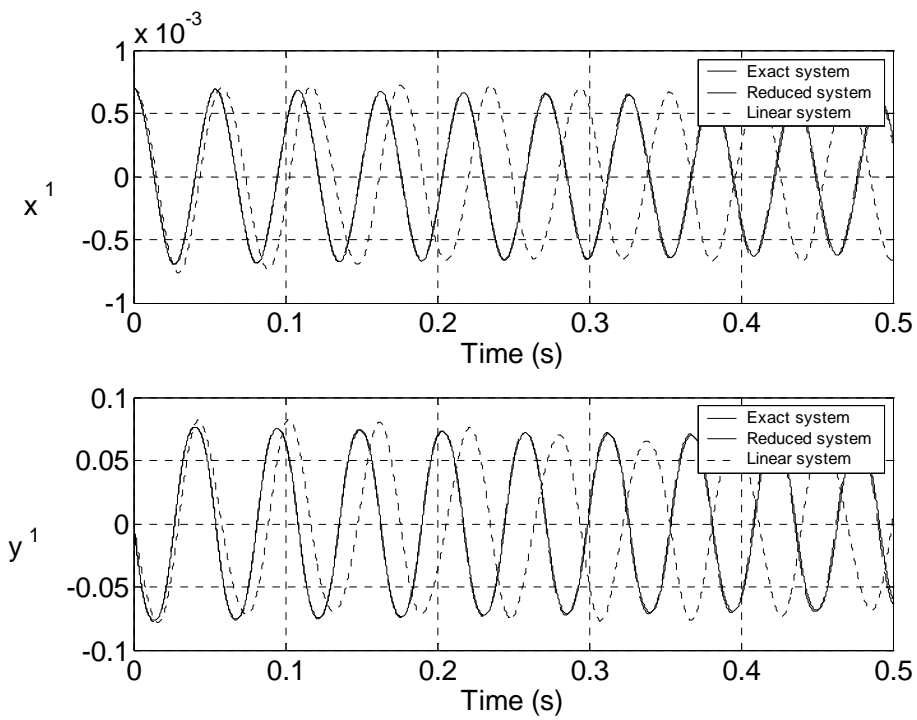 x 10^-3
1
0.5
0
-0.5
-1
x^1
Exact system
Reduced system
Linear system
0 0.1 0.2 0.3 0.4 0.5
Time (s)
0.1
0.05
0
-0.05
-0.1
y^1
Exact system
Reduced system
Linear system
0 0.1 0.2 0.3 0.4 0.5
Time (s)